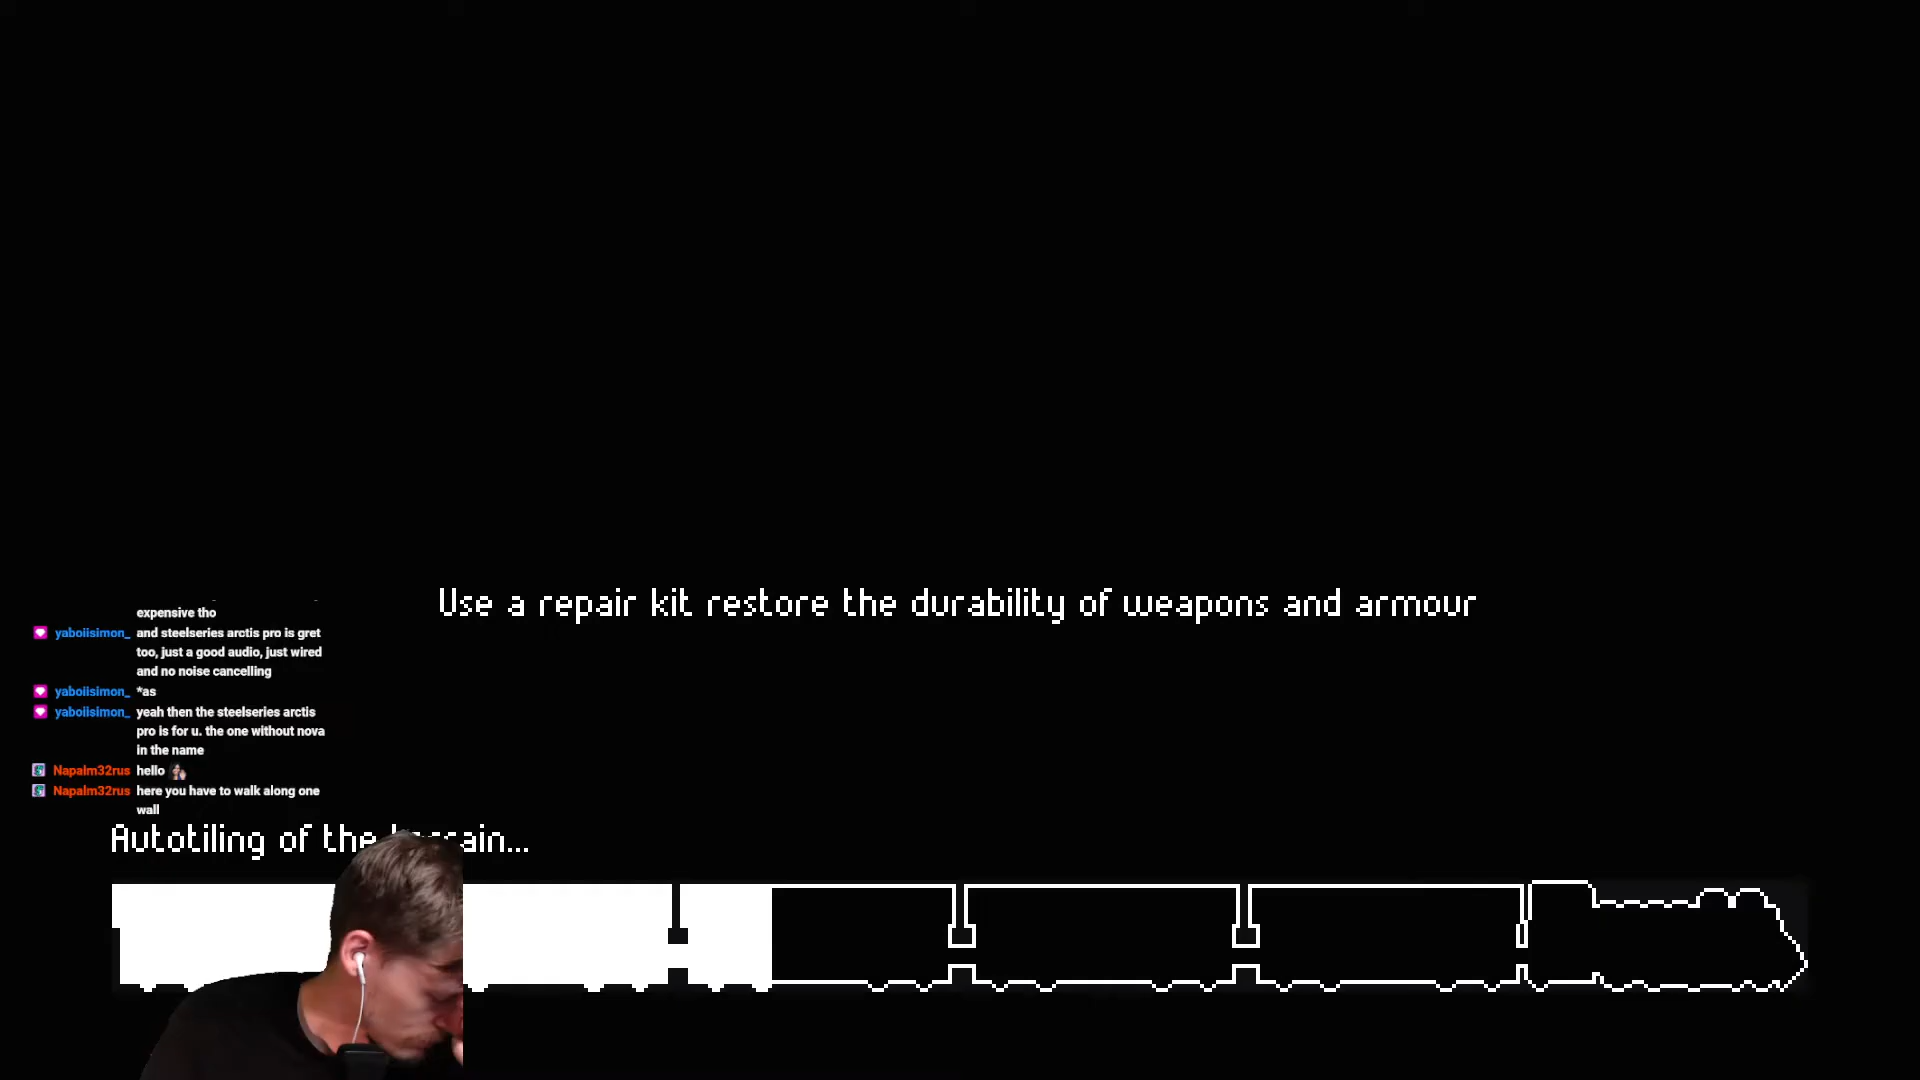 Use a repair kit restore the durability of weapons and armour
expensive tho
yaboiisimon_ and steelseries arctis pro is gret
too, just a good audio, just wired
and no noise cancelling
yaboiisimon_ *as
yaboiisimon_ yeah then the steelseries arctis
pro is for u. the one without nova
in the name
Napalm32rus hello
Napalm32rus here you have to walk along one
wall
Autotiling of the terrain...